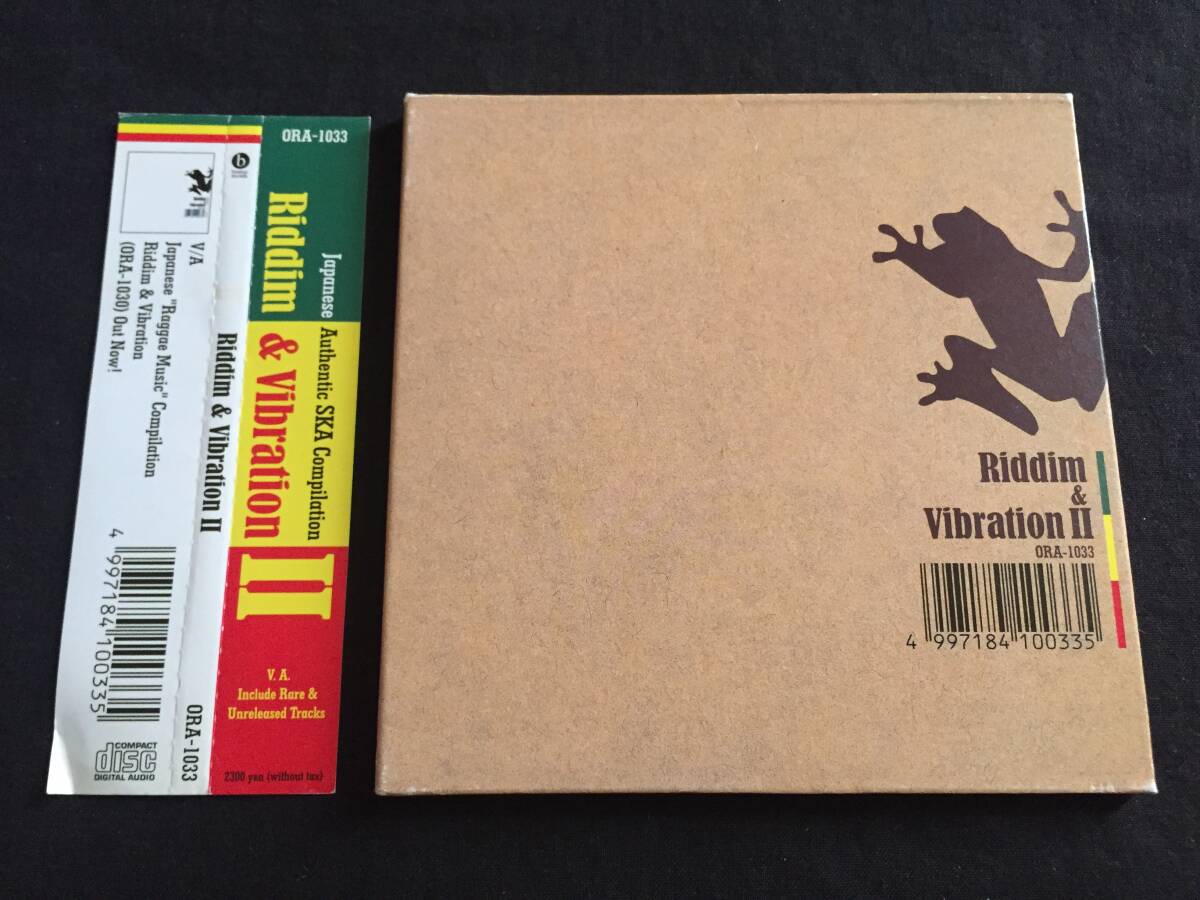 ORA-1033
Japanese Authentic SKA Compilation
Riddim & Vibration II
V. A.
Include Rare &
Unreleased Tracks
2300 yen (without tax)
Riddim & Vibration II
ORA-1033
V/A
Japanese "Raggae Music" Compilation
Riddim & Vibration
(ORA-1030) Out Now!
4 997184 100335
COMPACT
disc
DIGITAL AUDIO
Riddim
&
Vibration II
ORA-1033
4 997184 100335